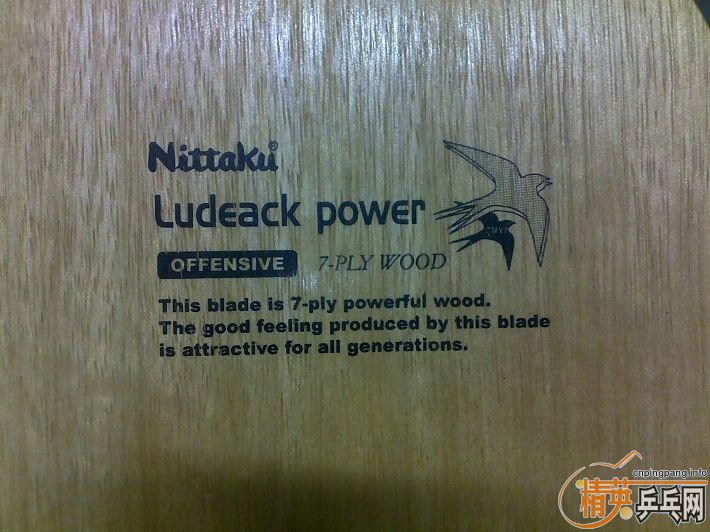 Nittaku®
Ludeack power
OFFENSIVE 7-PLY WOOD
This blade is 7-ply powerful wood.
The good feeling produced by this blade
is attractive for all generations.
cnpingpang.info
精英乒乓网